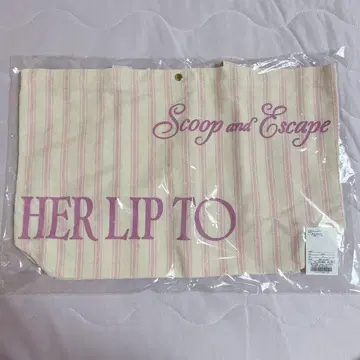 Scoop and Escape
HER LIP TO